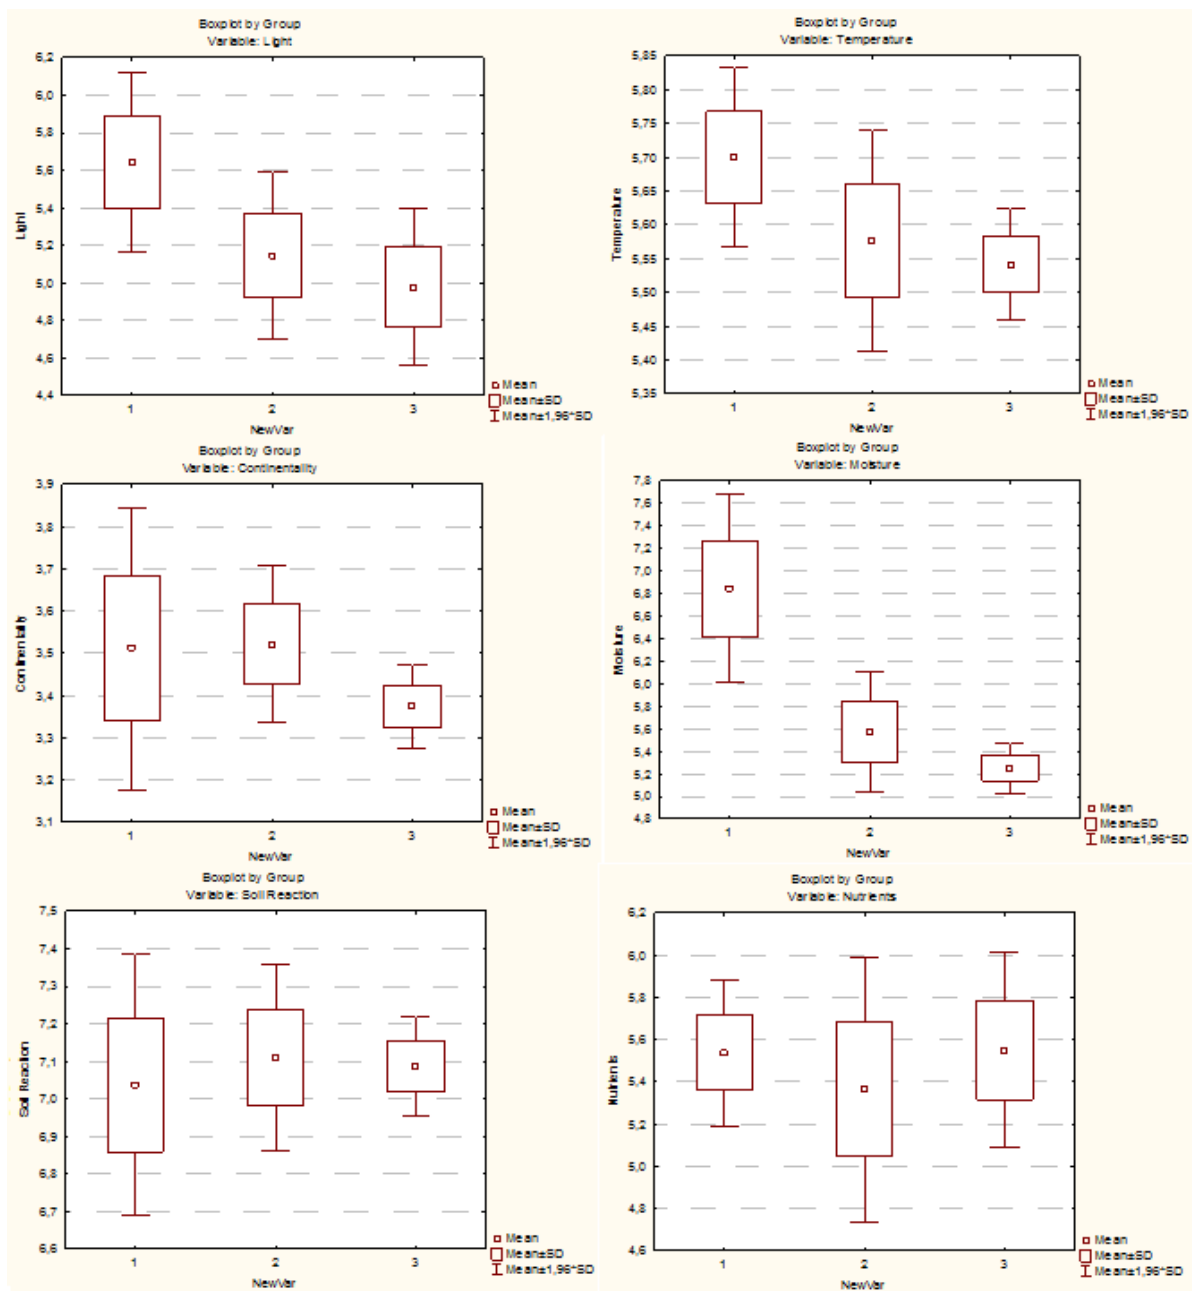 Boxplot by Group
Variable: Light
6,2
6,0
5,8
5,6
5,4
5,2
5,0
4,8
4,6
4,4
Light
1
2
3
NewVar
Mean
Mean±SD
Mean±1,96*SD
Boxplot by Group
Variable: Temperature
5,85
5,80
5,75
5,70
5,65
5,60
5,55
5,50
5,45
5,40
5,35
Temperature
1
2
3
NewVar
Mean
Mean±SD
Mean±1,96*SD
Boxplot by Group
Variable: Continentality
3,9
3,8
3,7
3,6
3,5
3,4
3,3
3,2
3,1
Continentality
1
2
3
NewVar
Mean
Mean±SD
Mean±1,96*SD
Boxplot by Group
Variable: Moisture
7,8
7,6
7,4
7,2
7,0
6,8
6,6
6,4
6,2
6,0
5,8
5,6
5,4
5,2
5,0
4,8
Moisture
1
2
3
NewVar
Mean
Mean±SD
Mean±1,96*SD
Boxplot by Group
Variable: Soil Reaction
7,5
7,4
7,3
7,2
7,1
7,0
6,9
6,8
6,7
6,6
Soil Reaction
1
2
3
NewVar
Mean
Mean±SD
Mean±1,96*SD
Boxplot by Group
Variable: Nutrients
6,2
6,0
5,8
5,6
5,4
5,2
5,0
4,8
4,6
Nutrients
1
2
3
NewVar
Mean
Mean±SD
Mean±1,96*SD